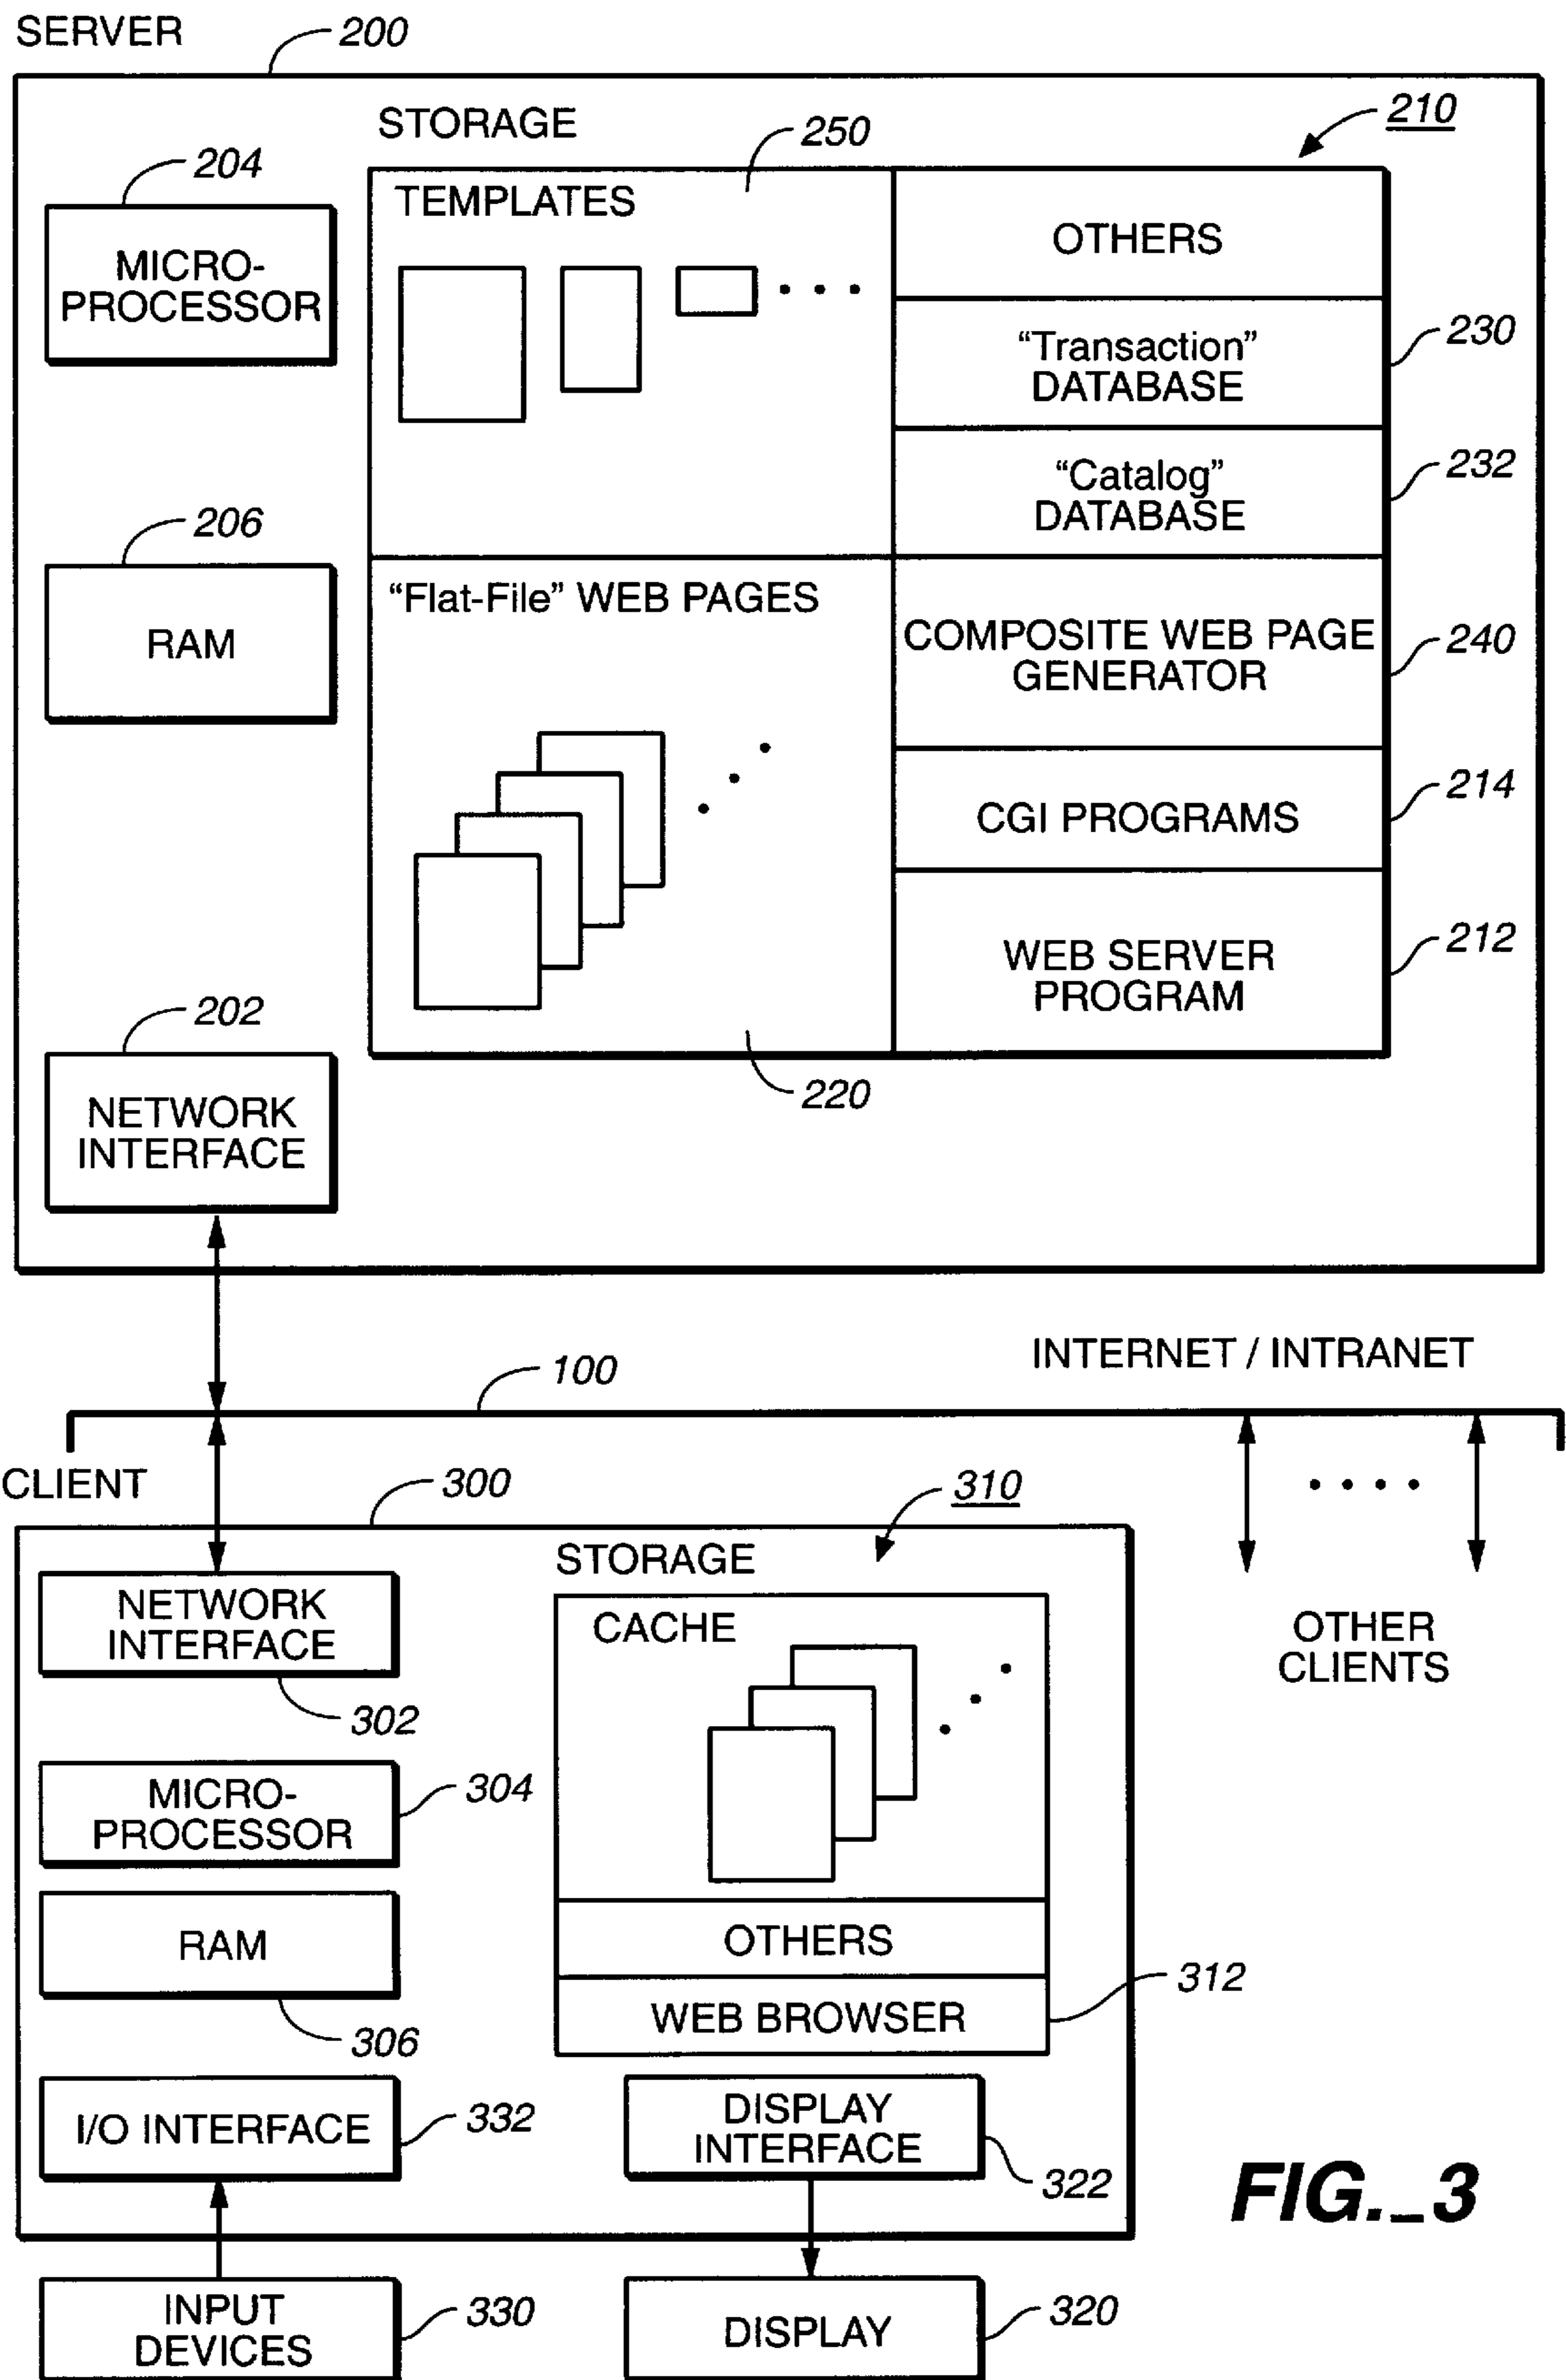 SERVER
200
STORAGE
210
250
204
TEMPLATES
OTHERS
MICRO-
PROCESSOR
230
“Transaction”
DATABASE
232
“Catalog”
DATABASE
206
RAM
“Flat-File” WEB PAGES
COMPOSITE WEB PAGE
GENERATOR
240
214
CGI PROGRAMS
212
WEB SERVER
PROGRAM
202
220
NETWORK
INTERFACE
INTERNET / INTRANET
100
CLIENT
300
310
STORAGE
NETWORK
INTERFACE
CACHE
OTHER
CLIENTS
302
MICRO-
PROCESSOR
304
RAM
OTHERS
312
WEB BROWSER
306
I/O INTERFACE
332
DISPLAY
INTERFACE
322
FIG._3
INPUT
DEVICES
330
DISPLAY
320